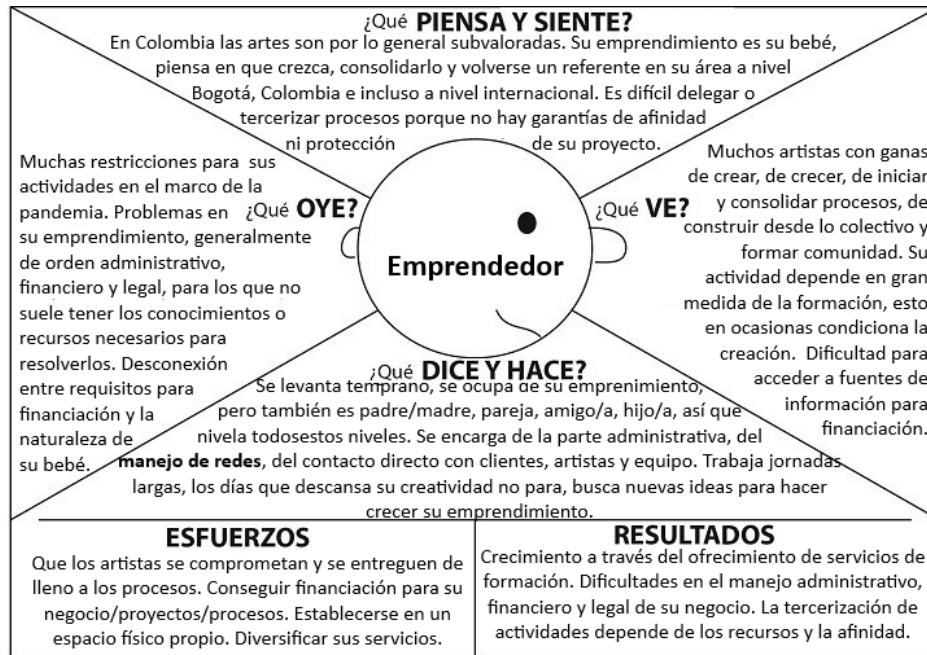 ¿Qué PIENSA Y SIENTE?
En Colombia las artes son por lo general subvaloradas. Su emprendimiento es su bebé,
piensa en que crezca, consolidarlo y volverse un referente en su área a nivel
Bogotá, Colombia e incluso a nivel internacional. Es difícil delegar o
tercerizar procesos porque no hay garantías de afinidad
ni protección de su proyecto.
¿Qué OYE?
Muchas restricciones para sus
actividades en el marco de la
pandemia. Problemas en
su emprendimiento, generalmente
de orden administrativo,
financiero y legal, para los que no
suele tener los conocimientos o
recursos necesarios para
resolverlos. Desconexión
entre requisitos para
financiación y la
naturaleza de
su bebé.
Emprendedor
¿Qué VE?
Muchos artistas con ganas
de crear, de crecer, de iniciar
y consolidar procesos, de
construir desde lo colectivo y
formar comunidad. Su
actividad depende en gran
medida de la formación, esto
en ocasionas condiciona la
creación. Dificultad para
acceder a fuentes de
información para
financiación.
¿Qué DICE Y HACE?
Se levanta temprano, se ocupa de su emprenimiento,
pero también es padre/madre, pareja, amigo/a, hijo/a, así que
nivela todosestos niveles. Se encarga de la parte administrativa, del
manejo de redes, del contacto directo con clientes, artistas y equipo. Trabaja jornadas
largas, los días que descansa su creatividad no para, busca nuevas ideas para hacer
crecer su emprendimiento.
ESFUERZOS
Que los artistas se comprometan y se entreguen de
lleno a los procesos. Conseguir financiación para su
negocio/proyectos/procesos. Establecerse en un
espacio físico propio. Diversificar sus servicios.
RESULTADOS
Crecimiento a través del ofrecimiento de servicios de
formación. Dificultades en el manejo administrativo,
financiero y legal de su negocio. La tercerización de
actividades depende de los recursos y la afinidad.